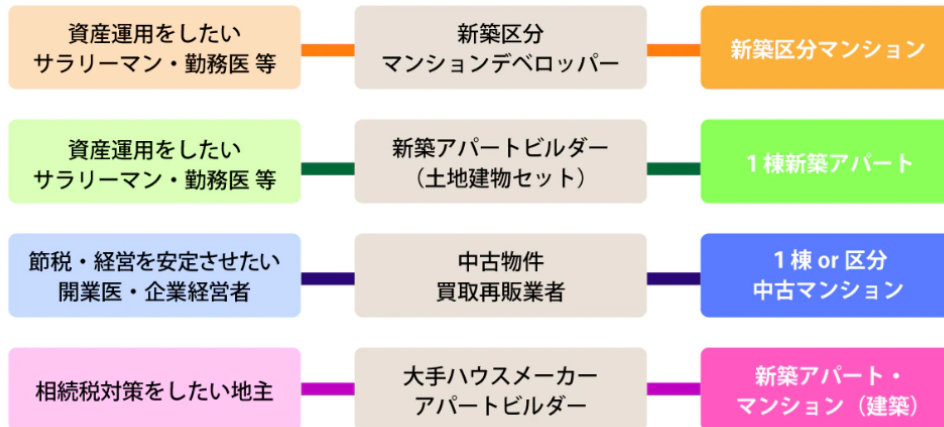 資産運用をしたい
サラリーマン・勤務医 等
新築区分
マンションデベロッパー
新築区分マンション
資産運用をしたい
サラリーマン・勤務医 等
新築アパートビルダー
（土地建物セット）
1棟新築アパート
節税・経営を安定させたい
開業医・企業経営者
中古物件
買取再販業者
1棟 or 区分
中古マンション
相続税対策をしたい地主
大手ハウスメーカー
アパートビルダー
新築アパート・
マンション（建築）